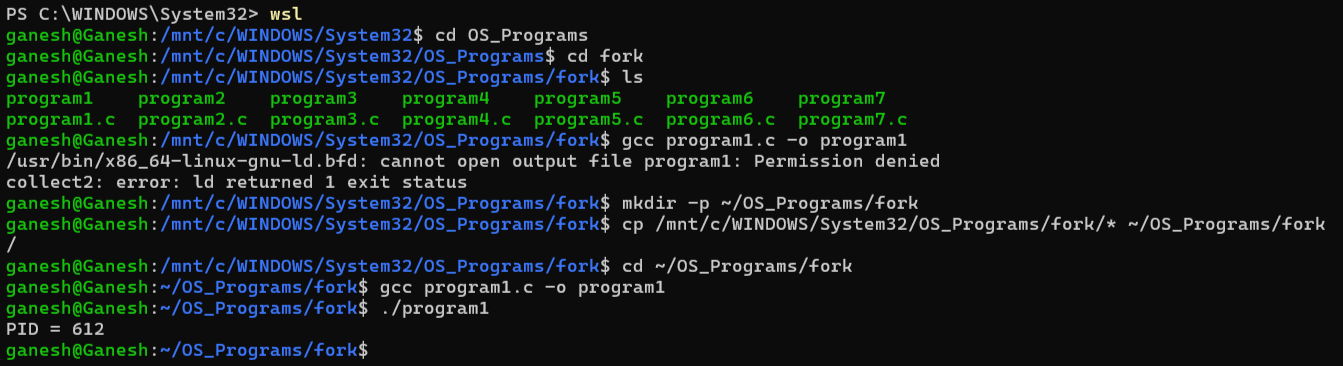 PS C:\WINDOWS\System32> wsl
ganesh@Ganesh:/mnt/c/WINDOWS/System32$ cd OS_Programs
ganesh@Ganesh:/mnt/c/WINDOWS/System32/OS_Programs$ cd fork
ganesh@Ganesh:/mnt/c/WINDOWS/System32/OS_Programs/fork$ ls
program1    program2    program3    program4    program5    program6    program7
program1.c  program2.c  program3.c  program4.c  program5.c  program6.c  program7.c
ganesh@Ganesh:/mnt/c/WINDOWS/System32/OS_Programs/fork$ gcc program1.c -o program1
/usr/bin/x86_64-linux-gnu-ld.bfd: cannot open output file program1: Permission denied
collect2: error: ld returned 1 exit status
ganesh@Ganesh:/mnt/c/WINDOWS/System32/OS_Programs/fork$ mkdir -p ~/OS_Programs/fork
ganesh@Ganesh:/mnt/c/WINDOWS/System32/OS_Programs/fork$ cp /mnt/c/WINDOWS/System32/OS_Programs/fork/* ~/OS_Programs/fork
/
ganesh@Ganesh:/mnt/c/WINDOWS/System32/OS_Programs/fork$ cd ~/OS_Programs/fork
ganesh@Ganesh:~/OS_Programs/fork$ gcc program1.c -o program1
ganesh@Ganesh:~/OS_Programs/fork$ ./program1
PID = 612
ganesh@Ganesh:~/OS_Programs/fork$